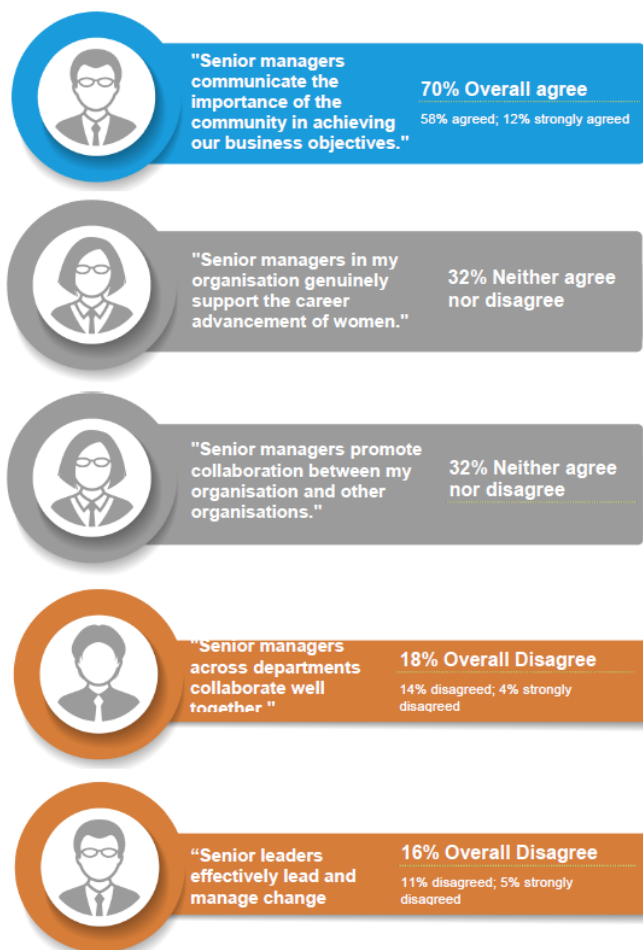 "Senior managers
communicate the
importance of the
community in achieving
our business objectives."
70% Overall agree
58% agreed; 12% strongly agreed
"Senior managers in my
organisation genuinely
support the career
advancement of women."
32% Neither agree
nor disagree
"Senior managers promote
collaboration between my
organisation and other
organisations."
32% Neither agree
nor disagree
"Senior managers
across departments
collaborate well
together."
18% Overall Disagree
14% disagreed; 4% strongly
disagreed
“Senior leaders
effectively lead and
manage change
16% Overall Disagree
11% disagreed; 5% strongly
disagreed